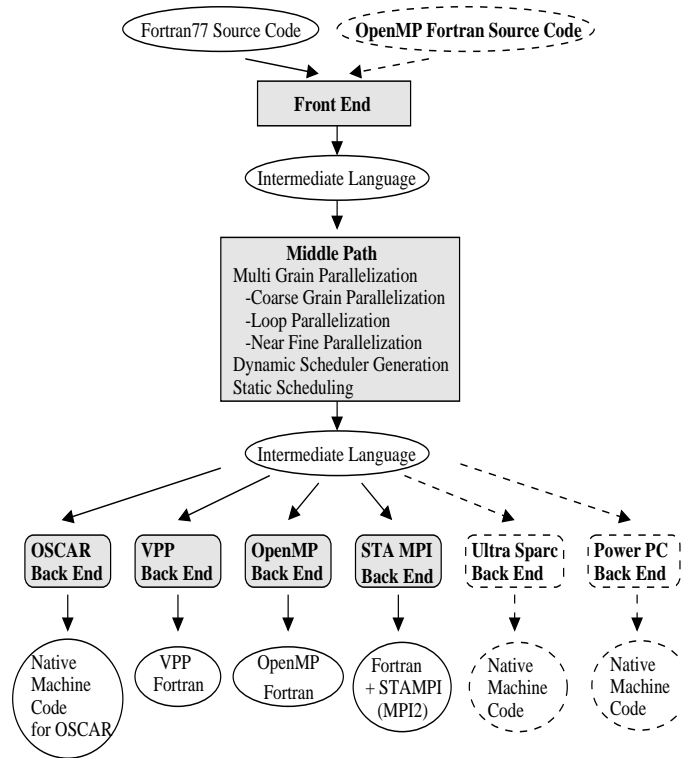 Fortran77 Source Code
OpenMP Fortran Source Code
Front End
Intermediate Language
Middle Path
Multi Grain Parallelization
-Coarse Grain Parallelization
-Loop Parallelization
-Near Fine Parallelization
Dynamic Scheduler Generation
Static Scheduling
Intermediate Language
OSCAR
Back End
VPP
Back End
OpenMP
Back End
STA MPI
Back End
Ultra Sparc
Back End
Power PC
Back End
Native
Machine
Code
for OSCAR
VPP
Fortran
OpenMP
Fortran
Fortran
+ STAMPI
(MPI2)
Native
Machine
Code
Native
Machine
Code